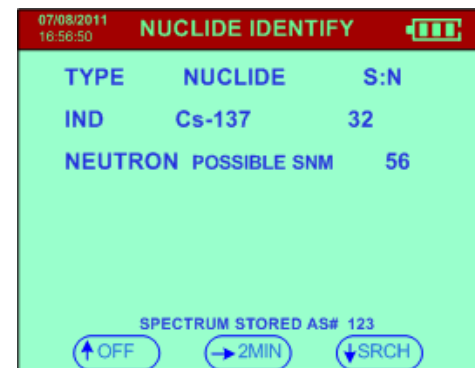 07/08/2011
16:56:50 NUCLIDE IDENTIFY
TYPE NUCLIDE S:N
IND Cs-137 32
NEUTRON POSSIBLE SNM 56
SPECTRUM STORED AS# 123
OFF 2MIN SRCH